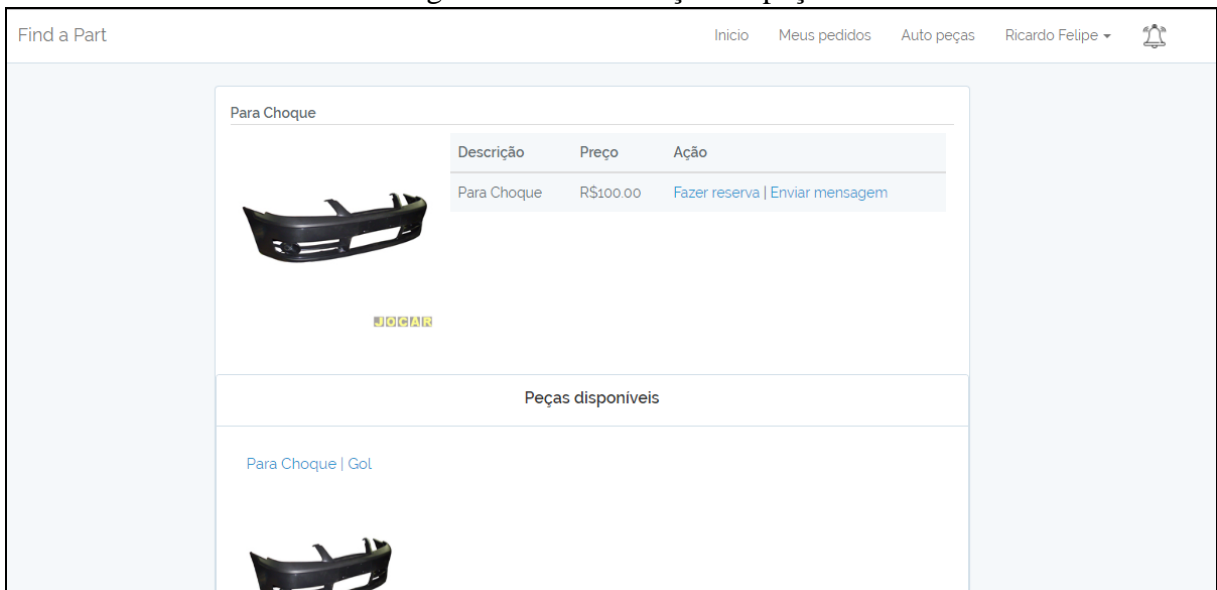 Find a Part
Inicio Meus pedidos Auto peças Ricardo Felipe
Para Choque
Descrição Preço Ação
Para Choque R$100.00 Fazer reserva | Enviar mensagem
JOCAR
Peças disponíveis
Para Choque | Gol